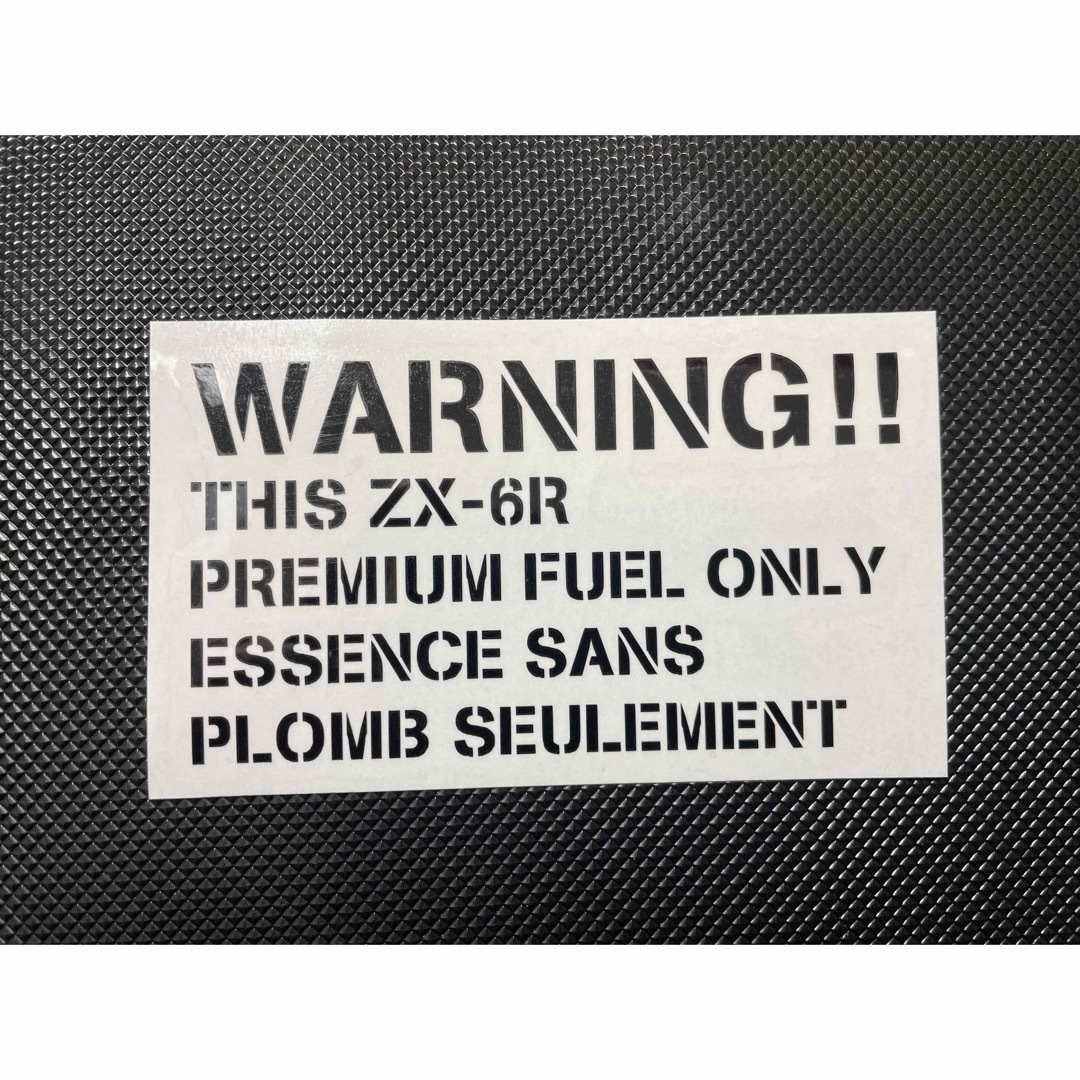 WARNING!!
THIS ZX-6R
PREMIUM FUEL ONLY
ESSENCE SANS
PLOMB SEULEMENT